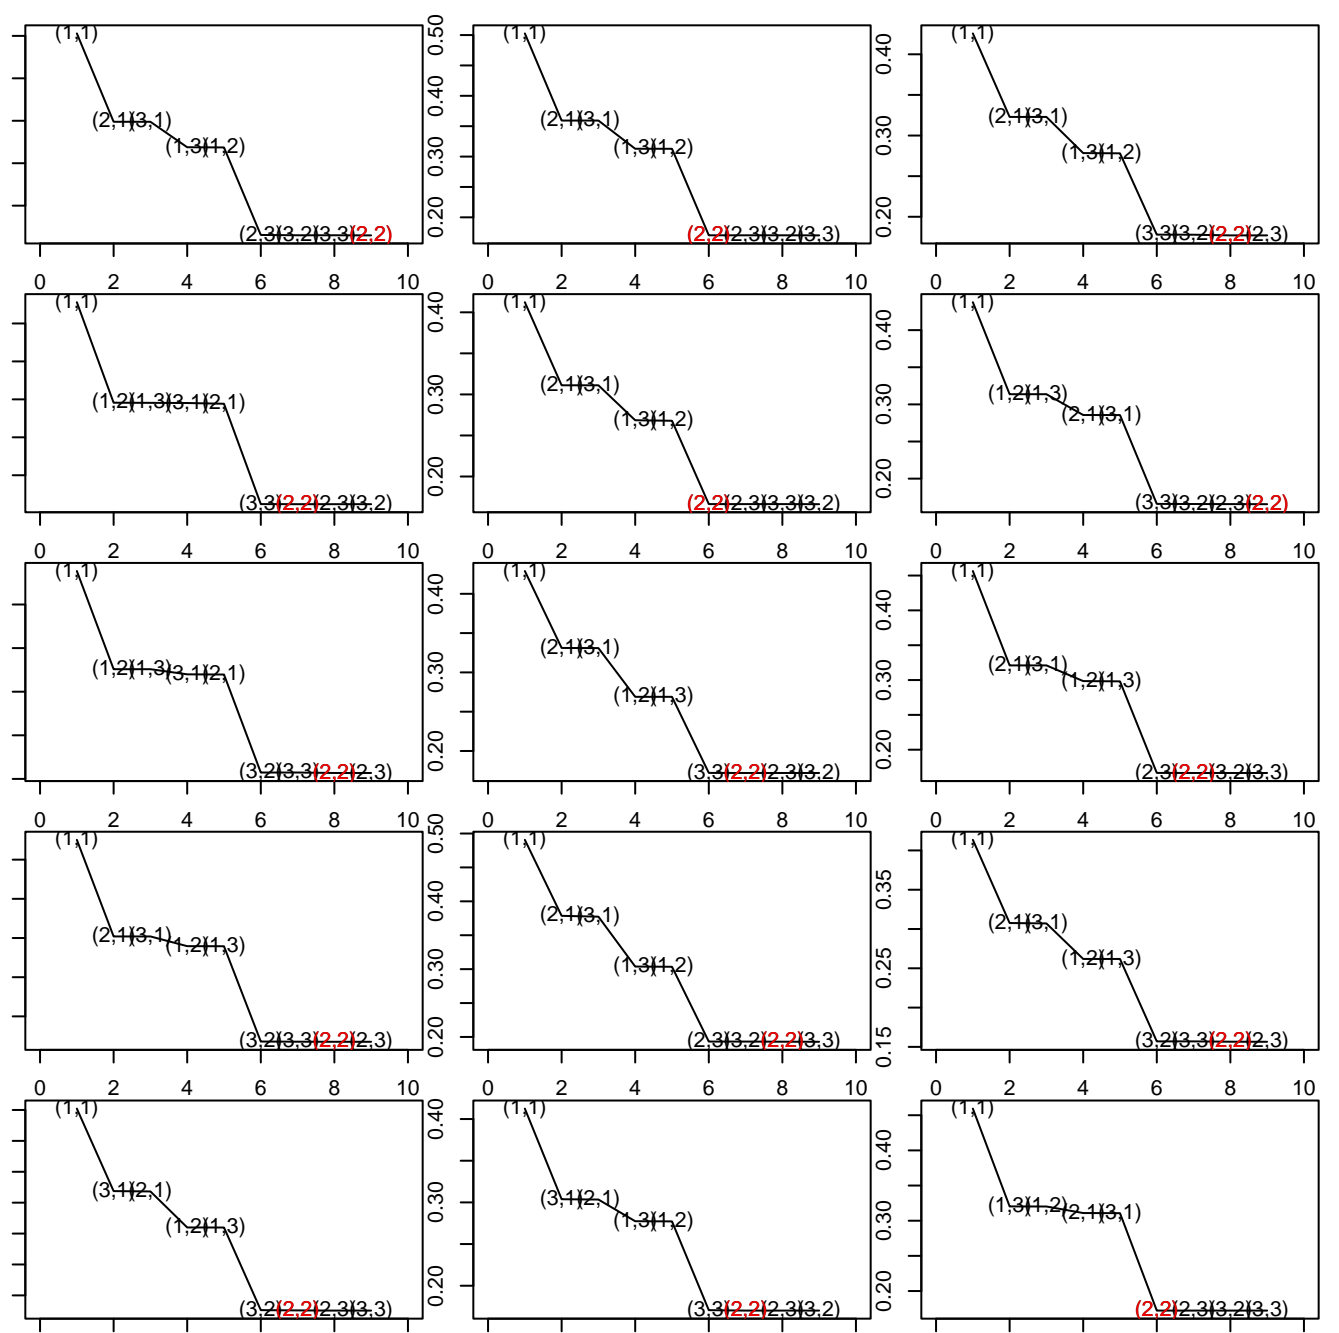 (1,1) (2,1) (3,1) (1,3) (1,2) (2,3) (3,2) (3,3) (2,2)
0.20 0.30 0.40 0.50
(1,1) (2,1) (3,1) (1,3) (1,2) (2,2) (2,3) (3,2) (3,3)
0.20 0.30 0.40
(1,1) (2,1) (3,1) (1,3) (1,2) (3,3) (3,2) (2,2) (2,3)
0 2 4 6 8 10 0 2 4 6 8 10 0 2 4 6 8 10
(1,1) (1,2) (1,3) (3,1) (2,1) (3,3) (2,2) (2,3) (3,2)
0.20 0.30 0.40
(1,1) (2,1) (3,1) (1,3) (1,2) (2,2) (2,3) (3,3) (3,2)
0.20 0.30 0.40
(1,1) (1,2) (1,3) (2,1) (3,1) (3,3) (3,2) (2,3) (2,2)
0 2 4 6 8 10 0 2 4 6 8 10 0 2 4 6 8 10
(1,1) (1,2) (1,3) (3,1) (2,1) (3,2) (3,3) (2,2) (2,3)
0.20 0.30 0.40
(1,1) (2,1) (3,1) (1,2) (1,3) (3,3) (2,2) (2,3) (3,2)
0.20 0.30 0.40
(1,1) (2,1) (3,1) (1,2) (1,3) (2,3) (2,2) (3,2) (3,3)
0 2 4 6 8 10 0 2 4 6 8 10 0 2 4 6 8 10
(1,1) (2,1) (3,1) (1,2) (1,3) (3,2) (3,3) (2,2) (2,3)
0.20 0.30 0.40 0.50
(1,1) (2,1) (3,1) (1,3) (1,2) (2,3) (3,2) (2,2) (3,3)
0.15 0.25 0.35
(1,1) (2,1) (3,1) (1,2) (1,3) (3,2) (3,3) (2,2) (2,3)
0 2 4 6 8 10 0 2 4 6 8 10 0 2 4 6 8 10
(1,1) (3,1) (2,1) (1,2) (1,3) (3,2) (2,2) (2,3) (3,3)
0.20 0.30 0.40
(1,1) (3,1) (2,1) (1,3) (1,2) (3,3) (2,2) (2,3) (3,2)
0.20 0.30 0.40
(1,1) (1,3) (1,2) (2,1) (3,1) (2,2) (2,3) (3,2) (3,3)